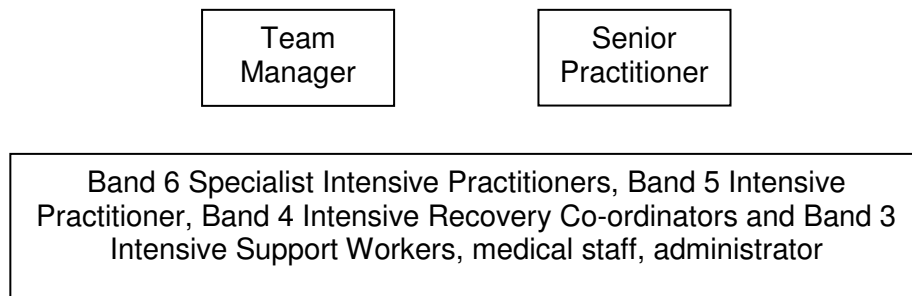 Team
Manager
Senior
Practitioner
Band 6 Specialist Intensive Practitioners, Band 5 Intensive
Practitioner, Band 4 Intensive Recovery Co-ordinators and Band 3
Intensive Support Workers, medical staff, administrator